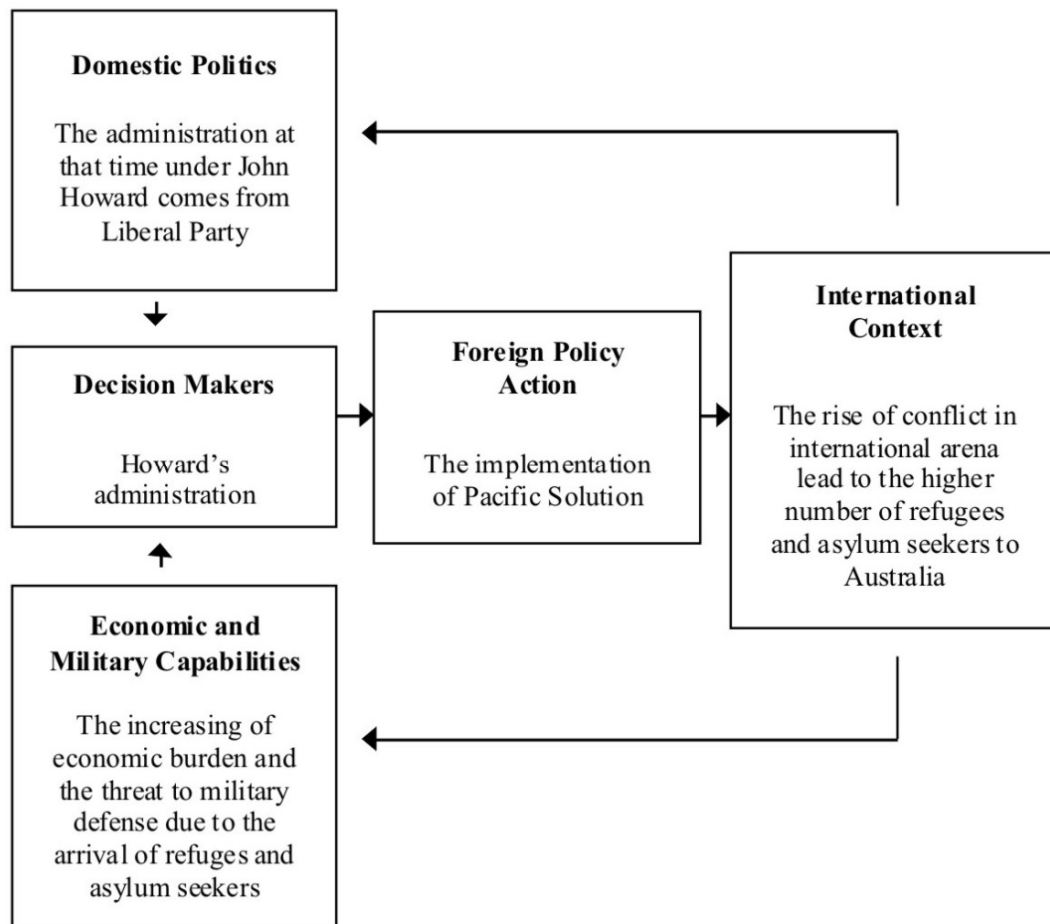 Domestic Politics
The administration at
that time under John
Howard comes from
Liberal Party
Decision Makers
Howard’s
administration
Economic and
Military Capabilities
The increasing of
economic burden and
the threat to military
defense due to the
arrival of refuges and
asylum seekers
Foreign Policy
Action
The implementation
of Pacific Solution
International
Context
The rise of conflict in
international arena
lead to the higher
number of refugees
and asylum seekers to
Australia